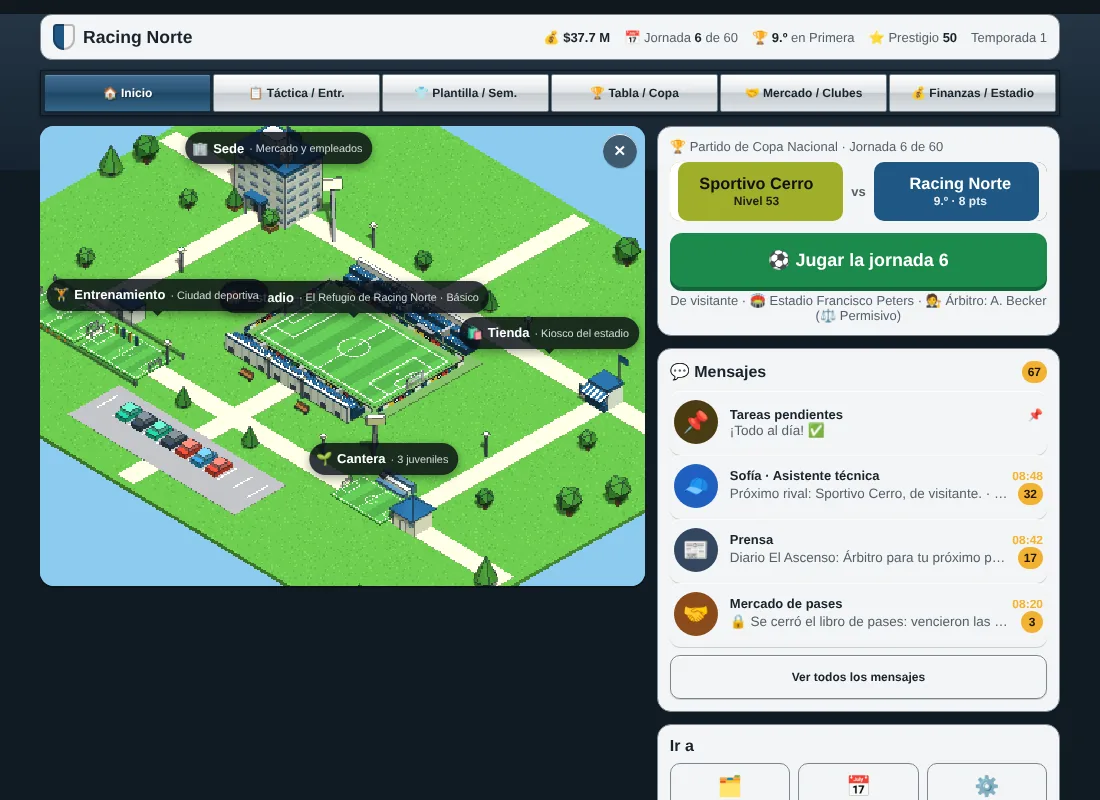 Racing Norte
$37.7 M
Jornada 6 de 60
9.º en Primera
Prestigio 50
Temporada 1
Inicio
Táctica / Entr.
Plantilla / Sem.
Tabla / Copa
Mercado / Clubes
Finanzas / Estadio
Sede · Mercado y empleados
Entrenamiento · Ciudad deportiva
adio · El Refugio de Racing Norte · Básico
Tienda · Kiosco del estadio
Cantera · 3 juveniles
Partido de Copa Nacional · Jornada 6 de 60
Sportivo Cerro
Nivel 53
vs
Racing Norte
9.º · 8 pts
Jugar la jornada 6
De visitante · Estadio Francisco Peters · Árbitro: A. Becker
(Permisivo)
Mensajes
67
Tareas pendientes
¡Todo al día!
Sofía · Asistente técnica
08:48
Próximo rival: Sportivo Cerro, de visitante. · …
32
Prensa
08:42
Diario El Ascenso: Árbitro para tu próximo p…
17
Mercado de pases
08:20
Se cerró el libro de pases: vencieron las …
3
Ver todos los mensajes
Ir a